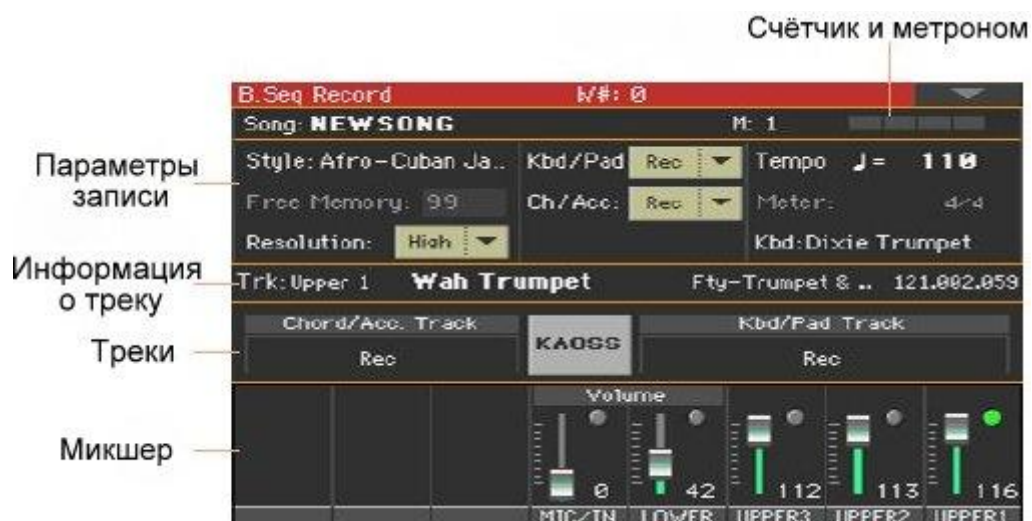 Счётчик и метроном
B.Seq Record W#: 0
Song: NEWSONG M: 1
Параметры записи
Style: Afro-Cuban Ja.. Kbd/Pad Rec Tempo ♩= 110
Free Memory: 99 Ch/Acc: Rec Meter: 4/4
Resolution: High Kbd:Dixie Trumpet
Информация о треку
Trk: Upper 1 Wah Trumpet Fty-Trumpet & .. 121.002.059
Chord/Acc. Track KAOSS Kbd/Pad Track
Треки
Rec Rec
Volume
Микшер
0 42 112 113 116
MIC/IN LOWER UPPER3 UPPER2 UPPER1